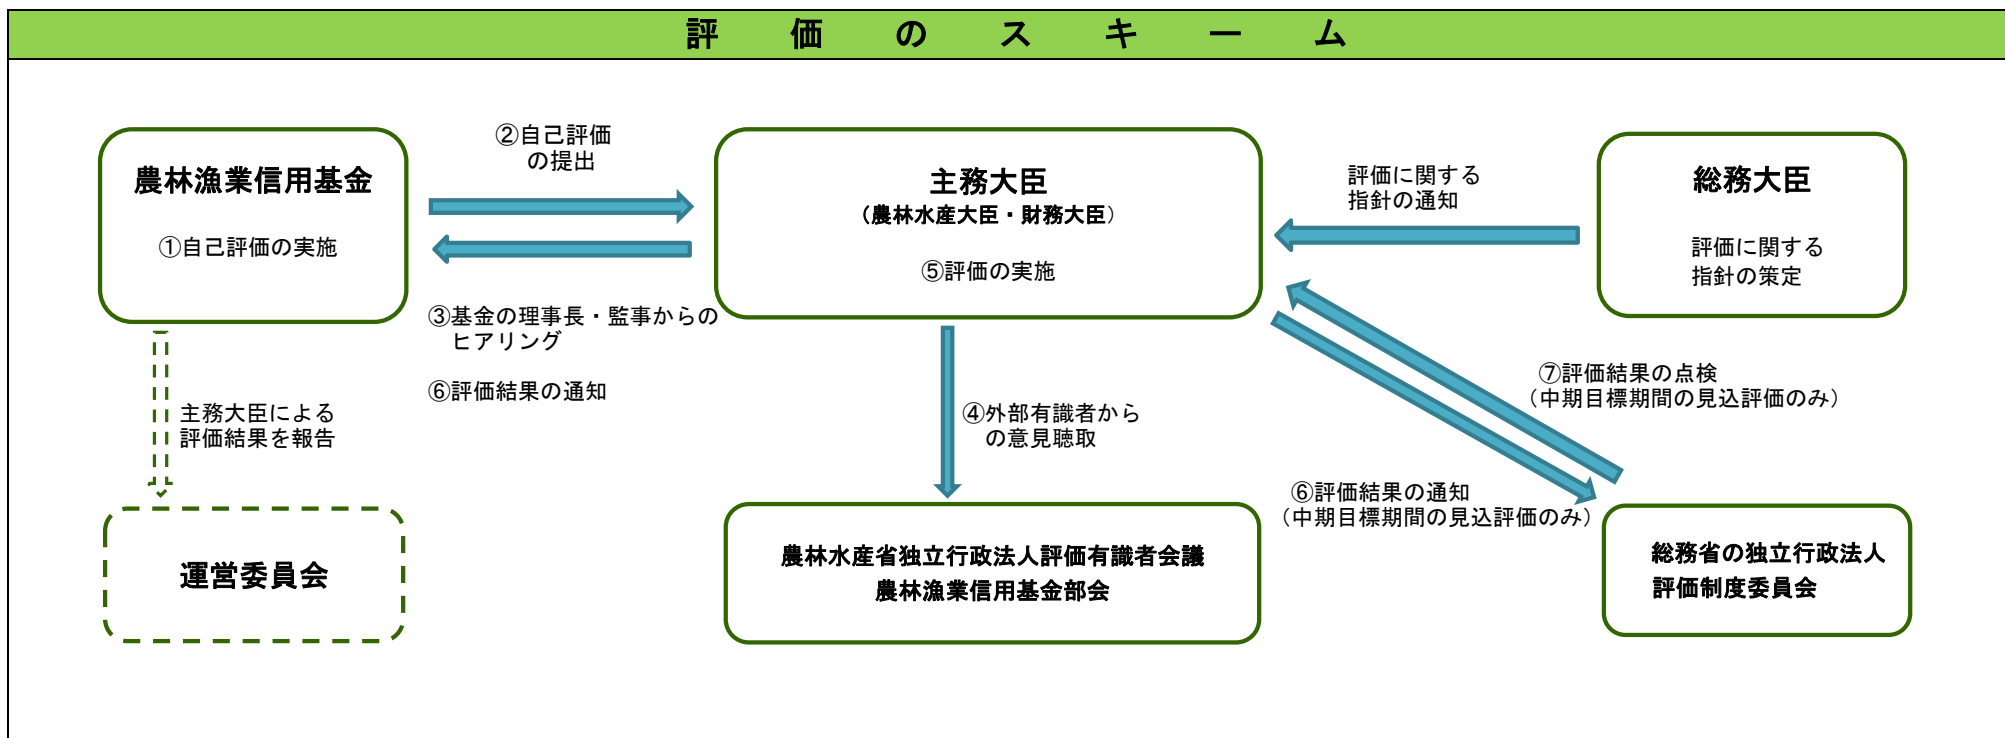 評価のスキーム
農林漁業信用基金
①自己評価の実施
②自己評価
の提出
主務大臣
（農林水産大臣・財務大臣）
⑤評価の実施
評価に関する
指針の通知
総務大臣
評価に関する
指針の策定
③基金の理事長・監事からの
ヒアリング
⑥評価結果の通知
主務大臣による
評価結果を報告
④外部有識者から
の意見聴取
⑦評価結果の点検
（中期目標期間の見込評価のみ）
⑥評価結果の通知
（中期目標期間の見込評価のみ）
運営委員会
農林水産省独立行政法人評価有識者会議
農林漁業信用基金部会
総務省の独立行政法人
評価制度委員会